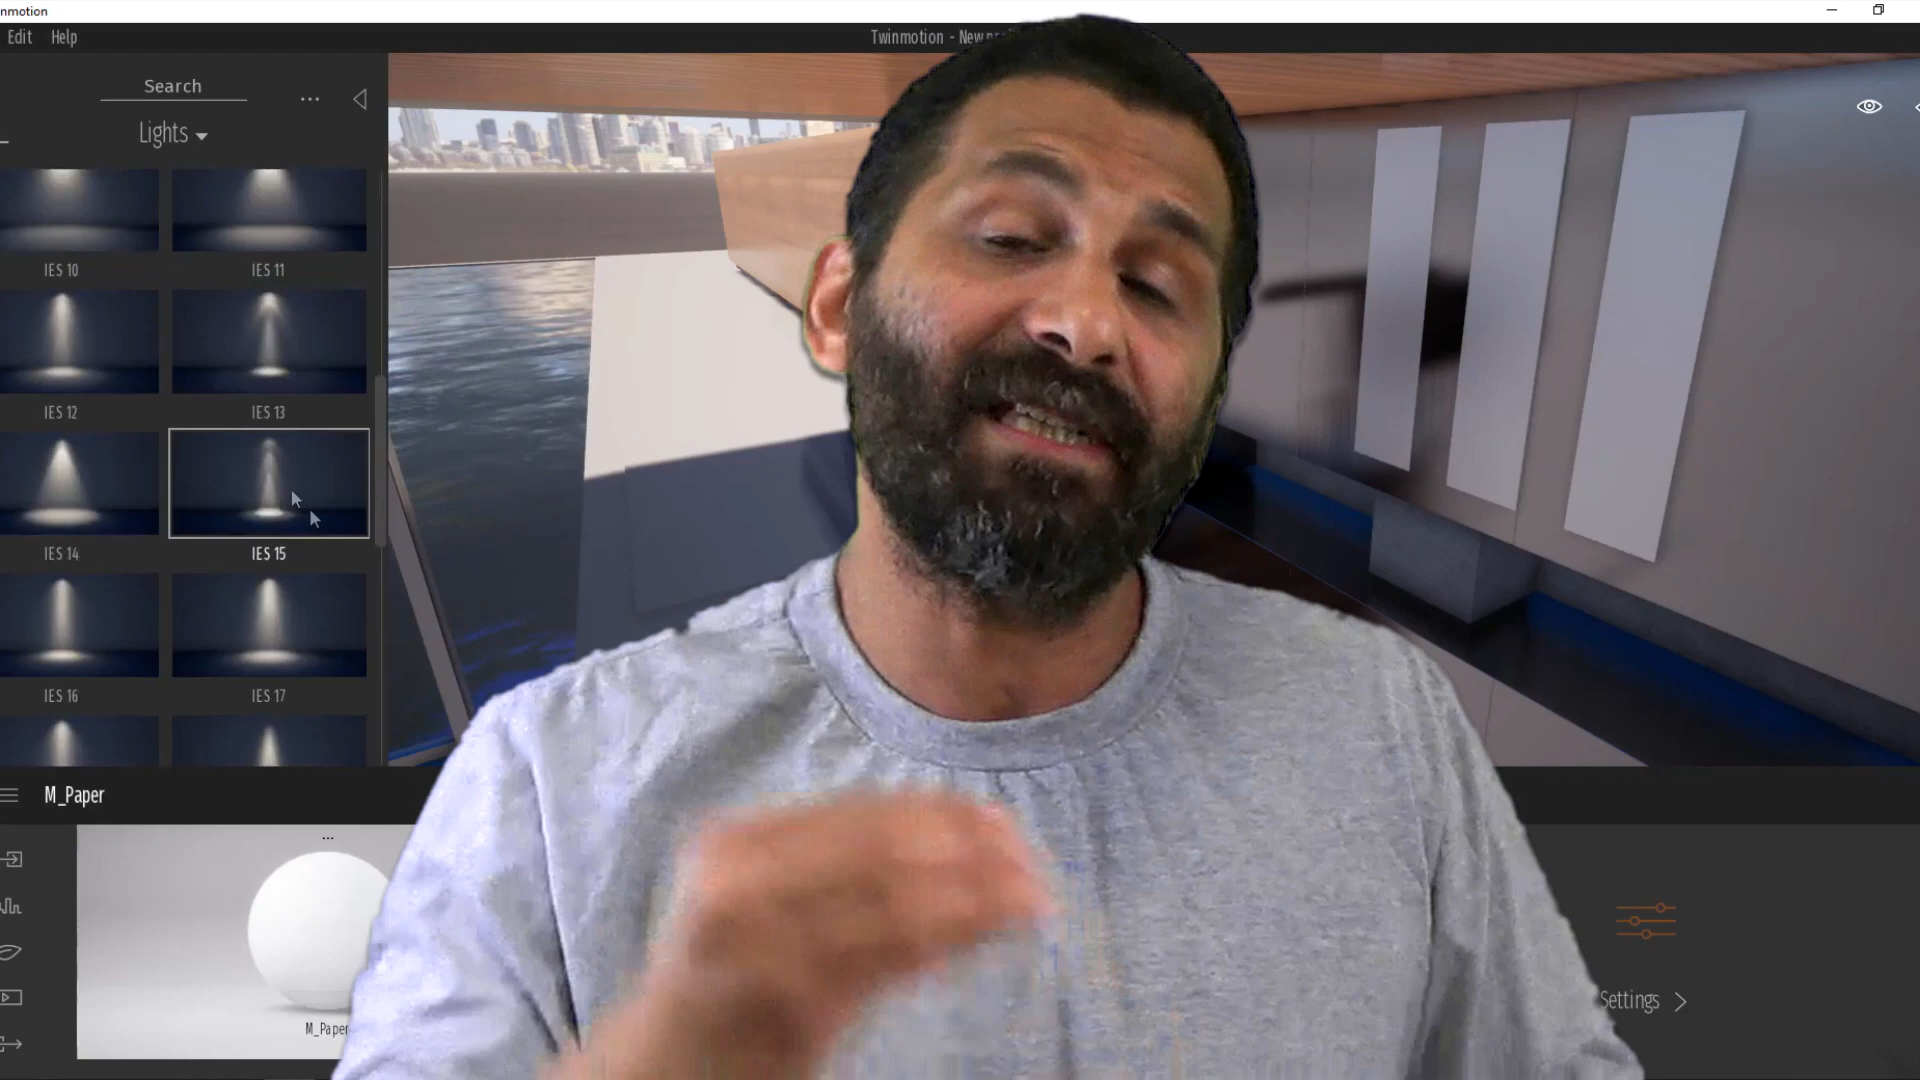 nmotion
Edit Help
Twinmotion - New
Search
Lights
IES 10 IES 11
IES 12 IES 13
IES 14 IES 15
IES 16 IES 17
M_Paper
...
M_Paper
Settings